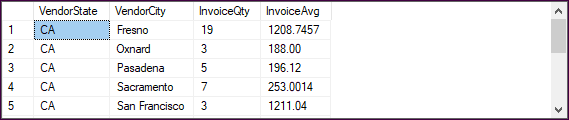 VendorState VendorCity InvoiceQty InvoiceAvg
1 CA Fresno 19 1208.7457
2 CA Oxnard 3 188.00
3 CA Pasadena 5 196.12
4 CA Sacramento 7 253.0014
5 CA San Francisco 3 1211.04